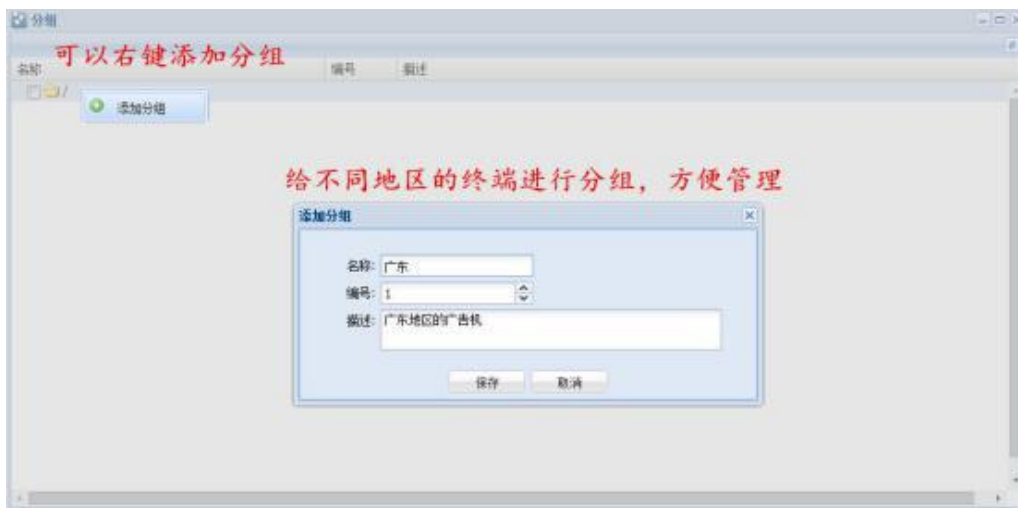 分组
可以右键添加分组
名称 编号 描述
/
添加分组
给不同地区的终端进行分组，方便管理
添加分组
名称: 广东
编号: 1
描述: 广东地区的广告机
保存 取消